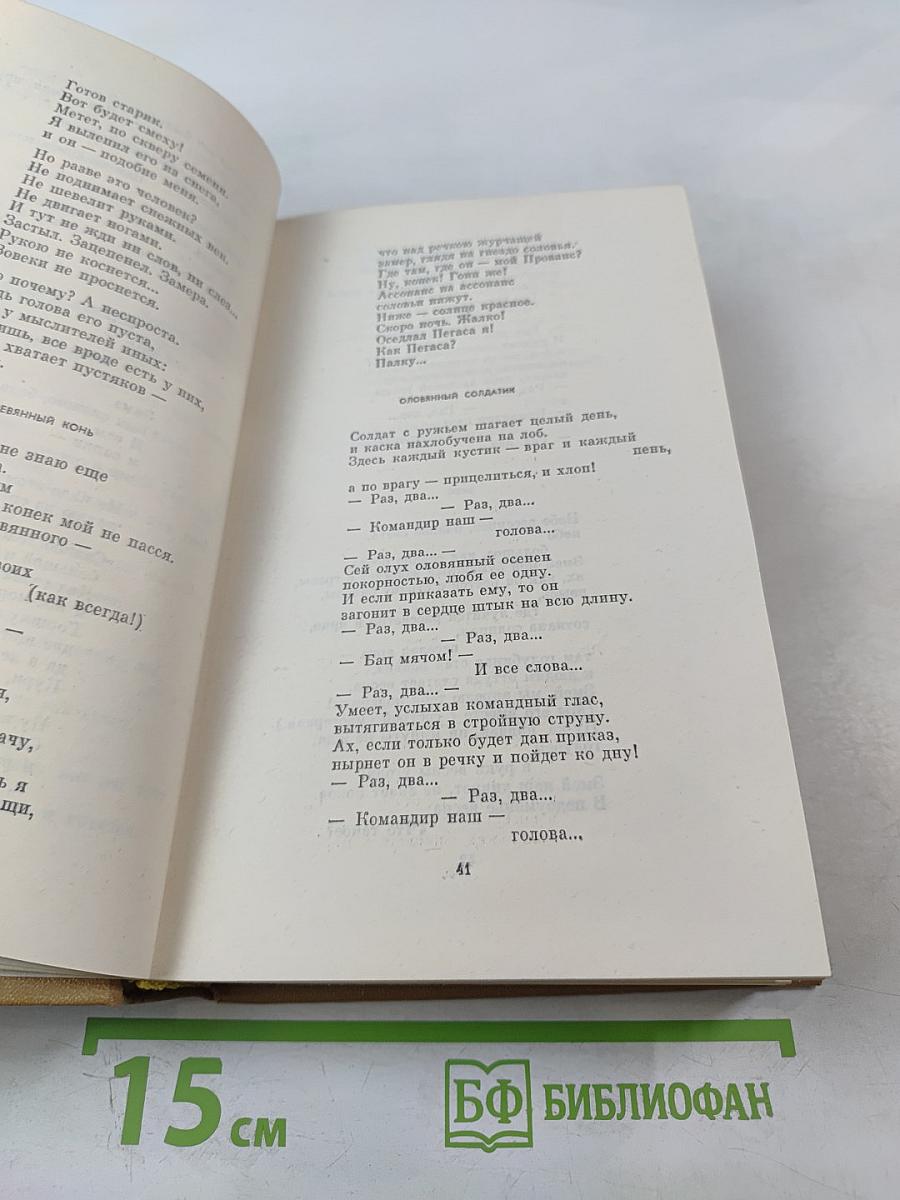 Готов старик.
Вот будет смеху!
Метет, по скверу семеня.
Я вылепил его из снега,
и он — подобие меня.
Но разве это человек?
Не поднимает снежных век.
Не шевелит руками.
Не двигает ногами.
И тут не жди ни слов, ни слез...
Застыл. Зацепенел. Замерз.
Рукою не коснется...
Вовеки не проснется.
о почему? А неспроста.
дь голова его пуста,
у мыслителей иных:
ишь, все вроде есть у них,
хватает пустяков —
ЕВЯННЫЙ КОНЬ
не знаю еще
а.
м
конек мой не пасся.
овянного —
воих
(как всегда!)
—
я,
ачу,
ь я
щи,
что над речкою журчащей
замер, глядя на гнездо соловья.
Где там, где он — мой Прованс?
Ну, конек! Гони же!
Ассонанс на ассонанс
соловьи нижут.
Ниже — солнце красное.
Скоро ночь. Жалко!
Оседлал Пегаса я!
Как Пегаса?
Палку...
ОЛОВЯННЫЙ СОЛДАТИК
Солдат с ружьем шагает целый день,
и каска нахлобучена на лоб.
Здесь каждый кустик — враг и каждый
пень,
а по врагу — прицелиться, и хлоп!
— Раз, два...
— Раз, два...
— Командир наш —
голова...
— Раз, два... —
Сей олух оловянный осенен
покорностью, любя ее одну.
И если приказать ему, то он
загонит в сердце штык на всю длину.
— Раз, два...
— Раз, два...
— Бац мячом! —
И все слова...
— Раз, два... —
Умеет, услыхав командный глас,
вытягиваться в стройную струну.
Ах, если только будет дан приказ,
нырнет он в речку и пойдет ко дну!
— Раз, два...
— Раз, два...
— Командир наш —
голова...
41
15 см
БФ БИБЛИОФАН